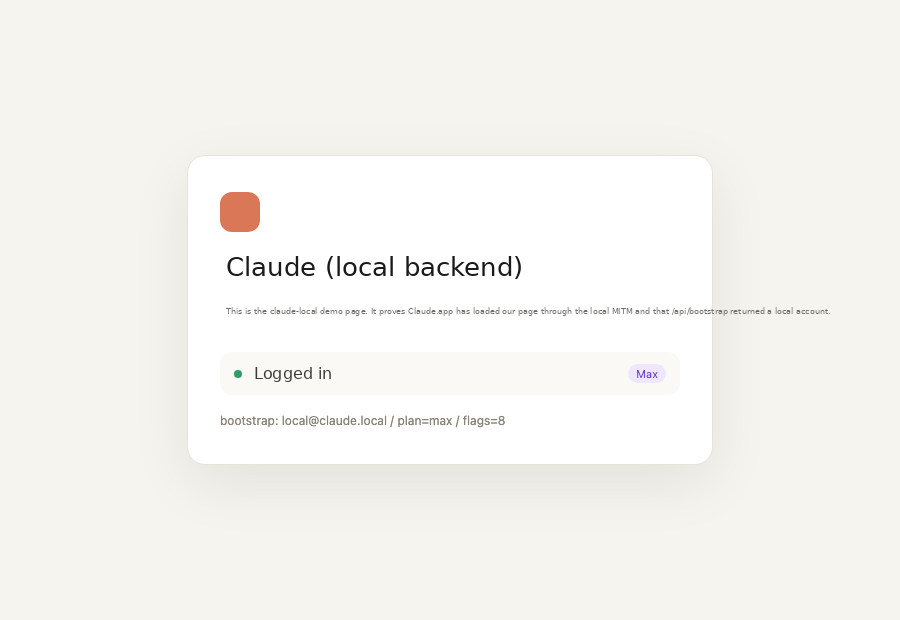 Claude (local backend)
This is the claude-local demo page. It proves Claude.app has loaded our page through the local MITM and that /api/bootstrap returned a local account.
Logged in
Max
bootstrap: local@claude.local / plan=max / flags=8